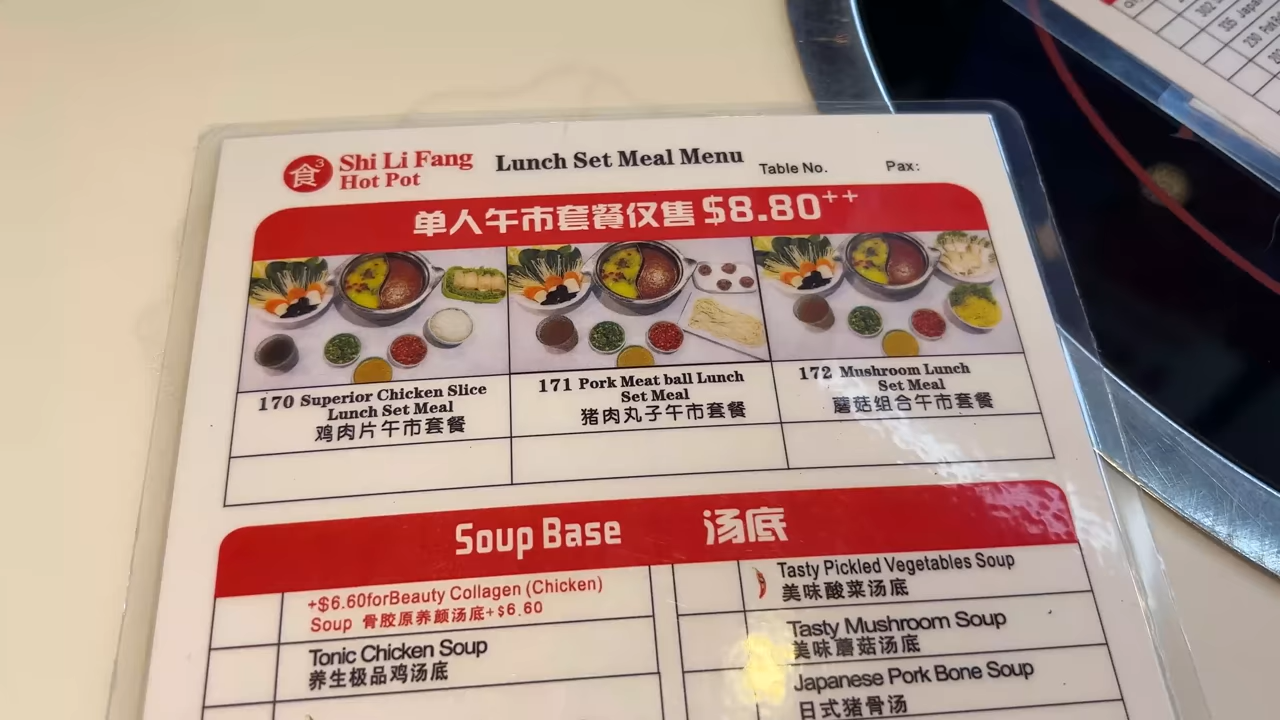 食3 Shi Li Fang
Hot Pot
Lunch Set Meal Menu
Table No.
Pax:
单人午市套餐仅售$8.80++
170 Superior Chicken Slice
Lunch Set Meal
鸡肉片午市套餐
171 Pork Meat ball Lunch
Set Meal
猪肉丸子午市套餐
172 Mushroom Lunch
Set Meal
蘑菇组合午市套餐
Soup Base 汤底
+$6.60forBeauty Collagen (Chicken)
Soup 骨胶原养颜汤底+$6.60
Tonic Chicken Soup
养生极品鸡汤底
Tasty Pickled Vegetables Soup
美味酸菜汤底
Tasty Mushroom Soup
美味蘑菇汤底
Japanese Pork Bone Soup
日式猪骨汤